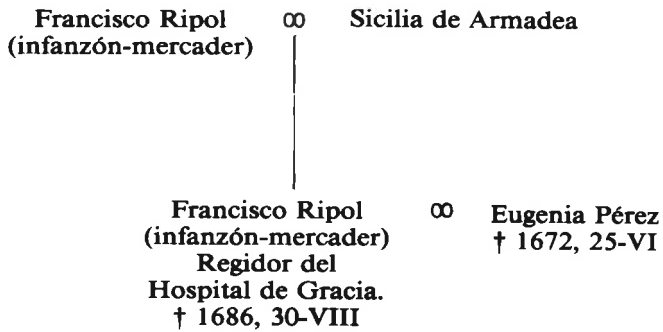 Francisco Ripol ∞ Sicilia de Armadea
(infanzón-mercader)
Francisco Ripol ∞ Eugenia Pérez
(infanzón-mercader) † 1672, 25-VI
Regidor del
Hospital de Gracia.
† 1686, 30-VIII